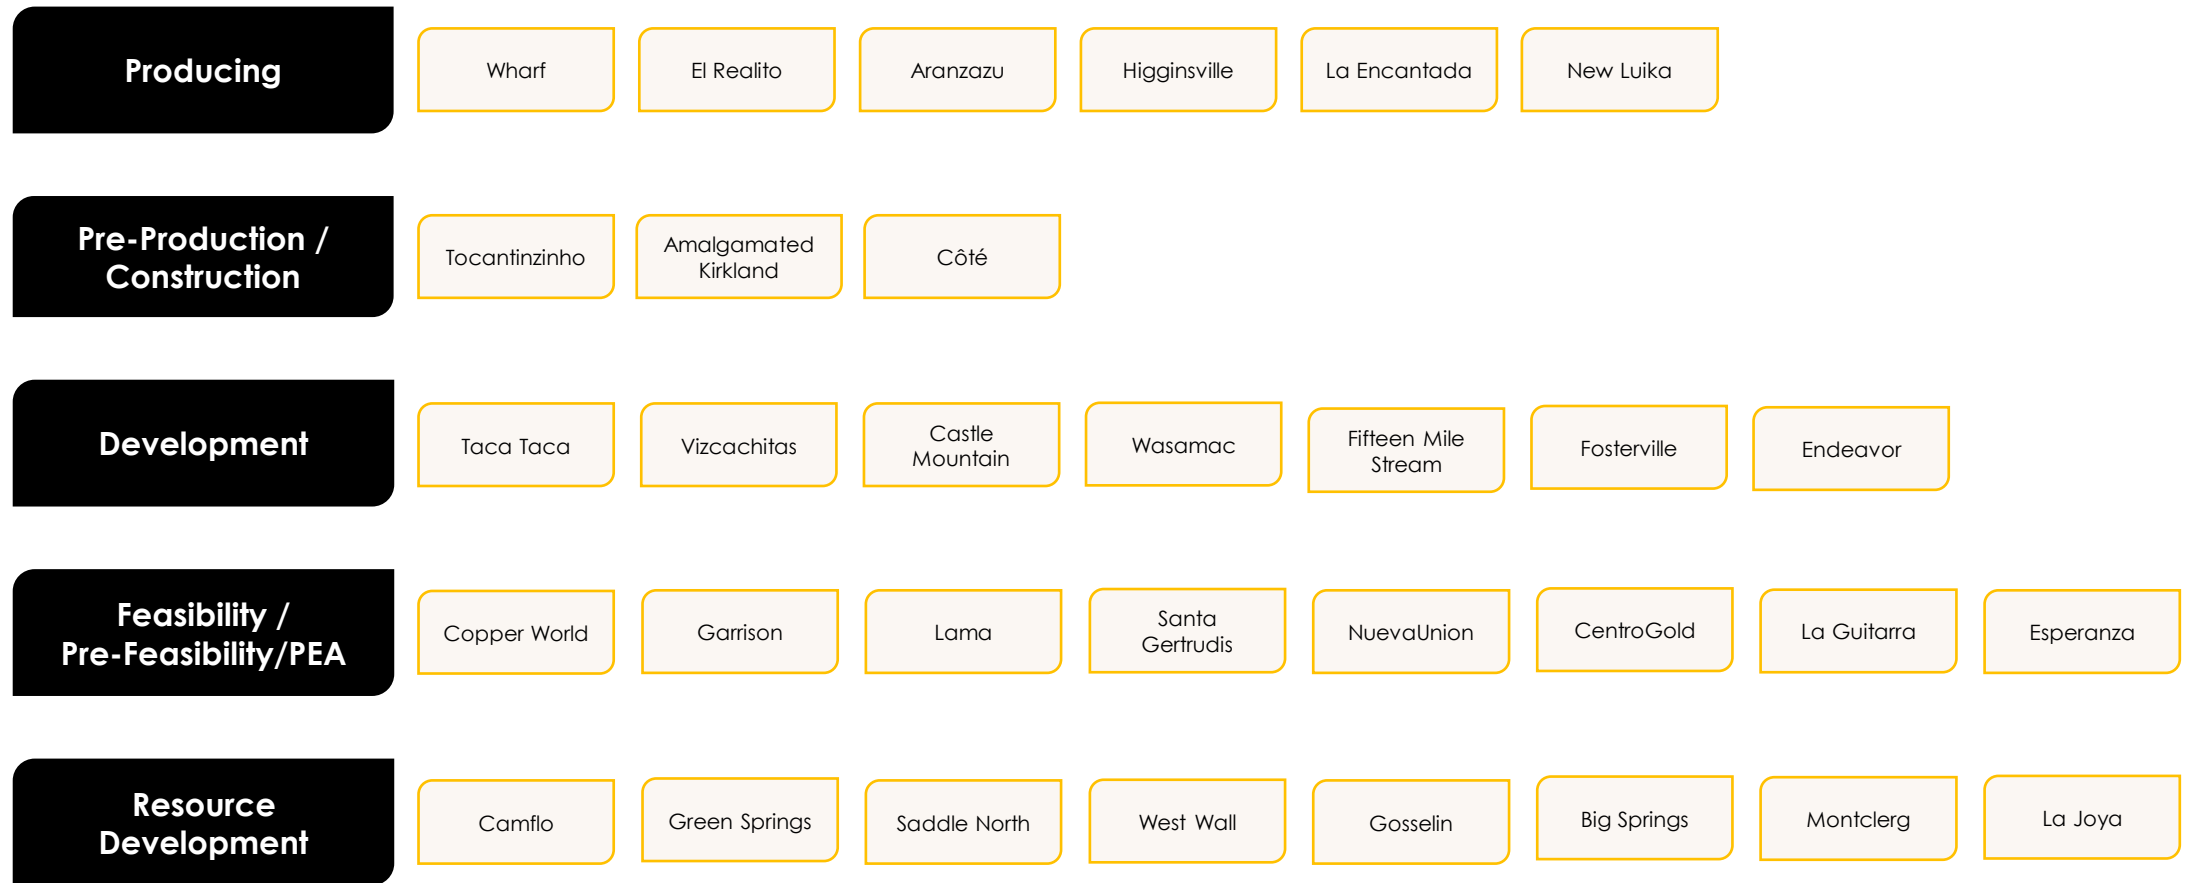 Producing
Wharf
El Realito
Aranzazu
Higginsville
La Encantada
New Luika
Pre-Production /
Construction
Tocantinzinho
Amalgamated
Kirkland
Côté
Development
Taca Taca
Vizcachitas
Castle
Mountain
Wasamac
Fifteen Mile
Stream
Fosterville
Endeavor
Feasibility /
Pre-Feasibility/PEA
Copper World
Garrison
Lama
Santa
Gertrudis
NuevaUnion
CentroGold
La Guitarra
Esperanza
Resource
Development
Camflo
Green Springs
Saddle North
West Wall
Gosselin
Big Springs
Montclerg
La Joya